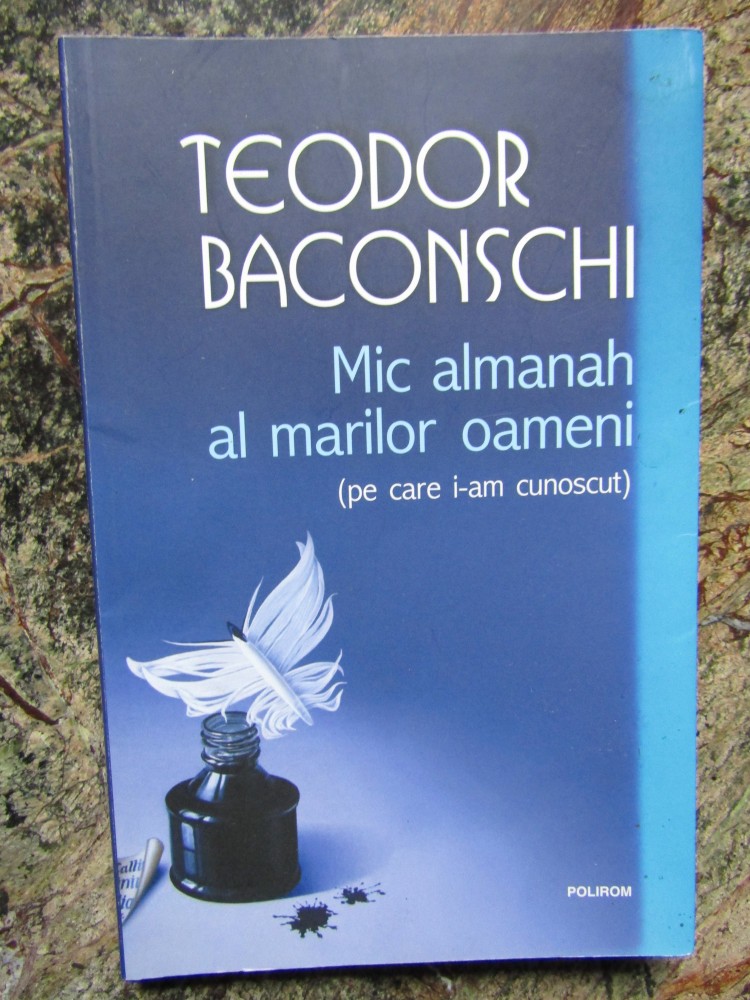 TEODOR
BACONSCHI
Mic almanah
al marilor oameni
(pe care i-am cunoscut)
POLIROM